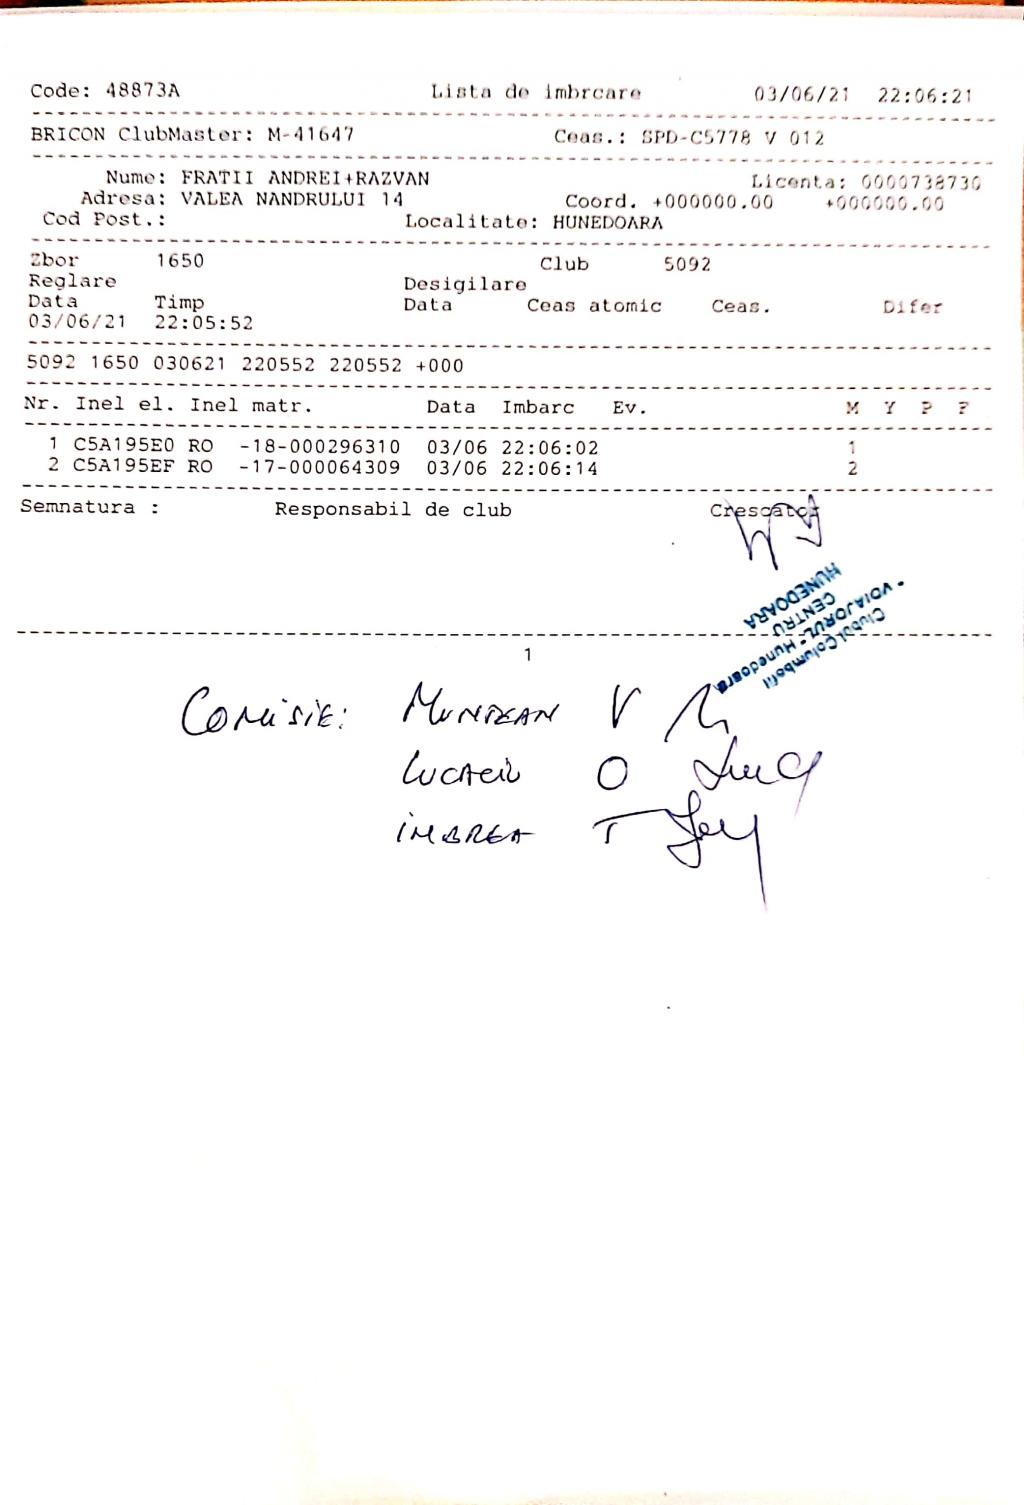 Code: 48873A Lista de imbrcare 03/06/21 22:06:21
BRICON ClubMaster: M-41647 Ceas.: SPD-C5778 V 012
Nume: FRATII ANDREI+RAZVAN Licenta: 0000738730
Adresa: VALEA NANDRULUI 14 Coord. +000000.00 +000000.00
Cod Post.: Localitate: HUNEDOARA
Zbor 1650 Club 5092
Reglare Desigilare
Data Timp Data Ceas atomic Ceas. Difer
03/06/21 22:05:52
5092 1650 030621 220552 220552 +000
Nr. Inel el. Inel matr. Data Imbarc Ev. M Y P ?
1 C5A195E0 RO -18-000296310 03/06 22:06:02 1
2 C5A195EF RO -17-000064309 03/06 22:06:14 2
Semnatura : Responsabil de club Crescator
Clubul Columbofil
"VOIAJORUL" Hunedoara
CENTRU
HUNEDOARA
1
COMISIE: MUNTEAN V
LUCACIU O
IMBREA T